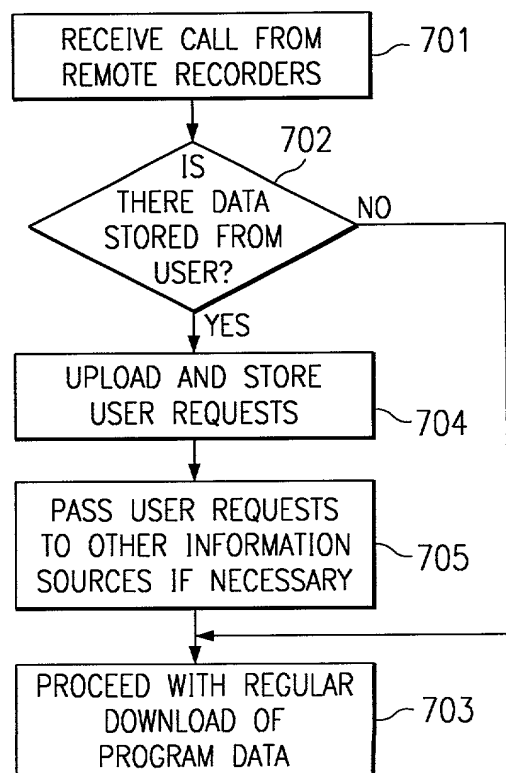 RECEIVE CALL FROM
REMOTE RECORDERS
701
702
IS
THERE DATA
STORED FROM
USER?
NO
YES
UPLOAD AND STORE
USER REQUESTS
704
PASS USER REQUESTS
TO OTHER INFORMATION
SOURCES IF NECESSARY
705
PROCEED WITH REGULAR
DOWNLOAD OF
PROGRAM DATA
703